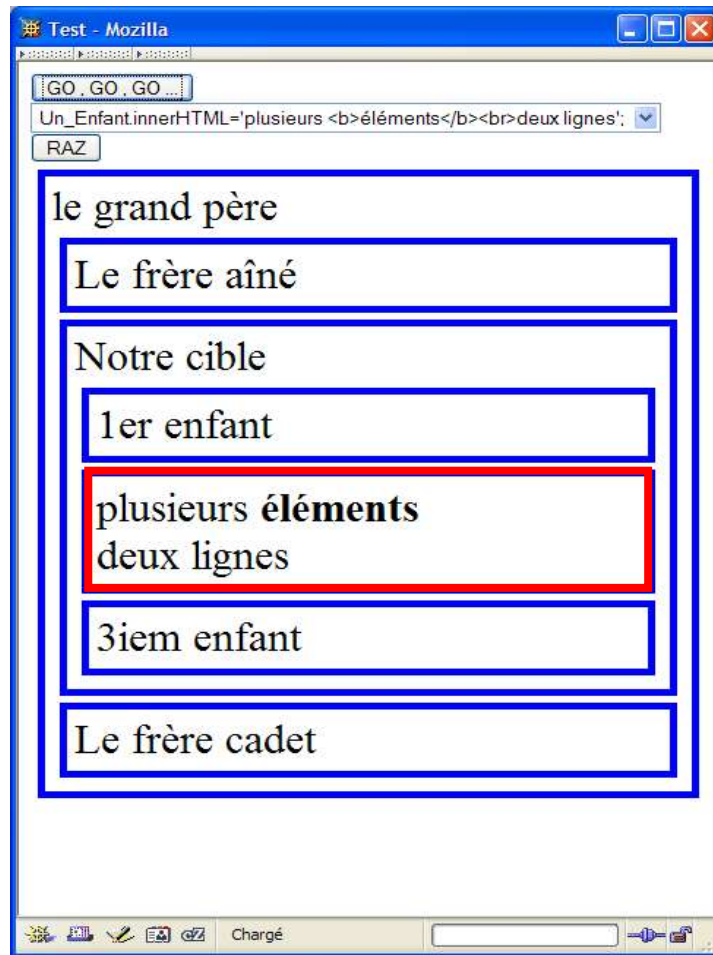 Test - Mozilla
GO , GO , GO ...
Un_Enfant.innerHTML='plusieurs <b>éléments</b><br>deux lignes';
RAZ
le grand père
Le frère aîné
Notre cible
1er enfant
plusieurs éléments
deux lignes
3iem enfant
Le frère cadet
Chargé